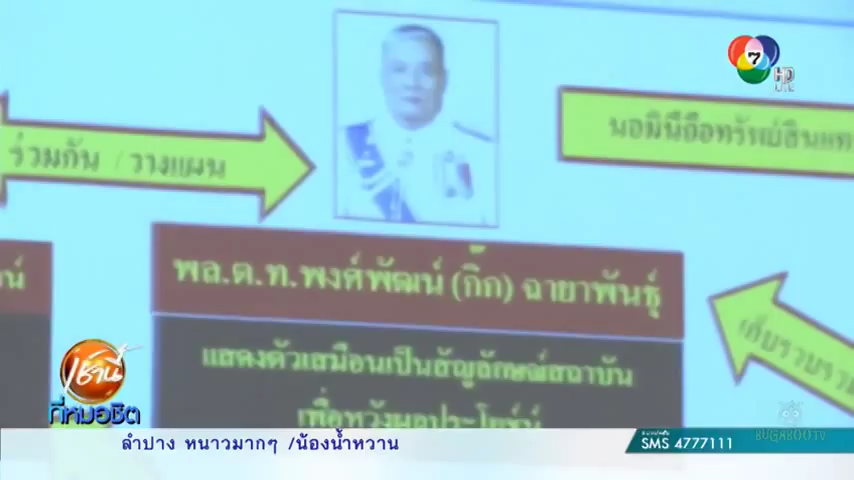 7
HD
ร่วมกัน / วางแผน
นอมินีถือทรัพย์สินแท
พล.ต.ท.พงศ์พัฒน์ (กิ๊ก) ฉายาพันธุ์
น์
แสดงตัวเสมือนเป็นสัญลักษณ์สถาบัน
เพื่อหวังผลประโยชน์
เก็บรวบรวม
เช้านี้
ที่หมอชิต
BUGABOO.TV
ลำปาง หนาวมากๆ /น้องน้ำหวาน
SMS 4777111